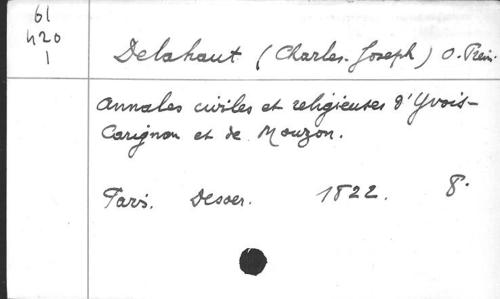 61
420
1
Delahaut (Charles-Joseph) O. Prém.
Annales civiles et religieuses d'Yvois-
Carignan et de Mouzon.
Paris. Desoer. 1822. 8°.